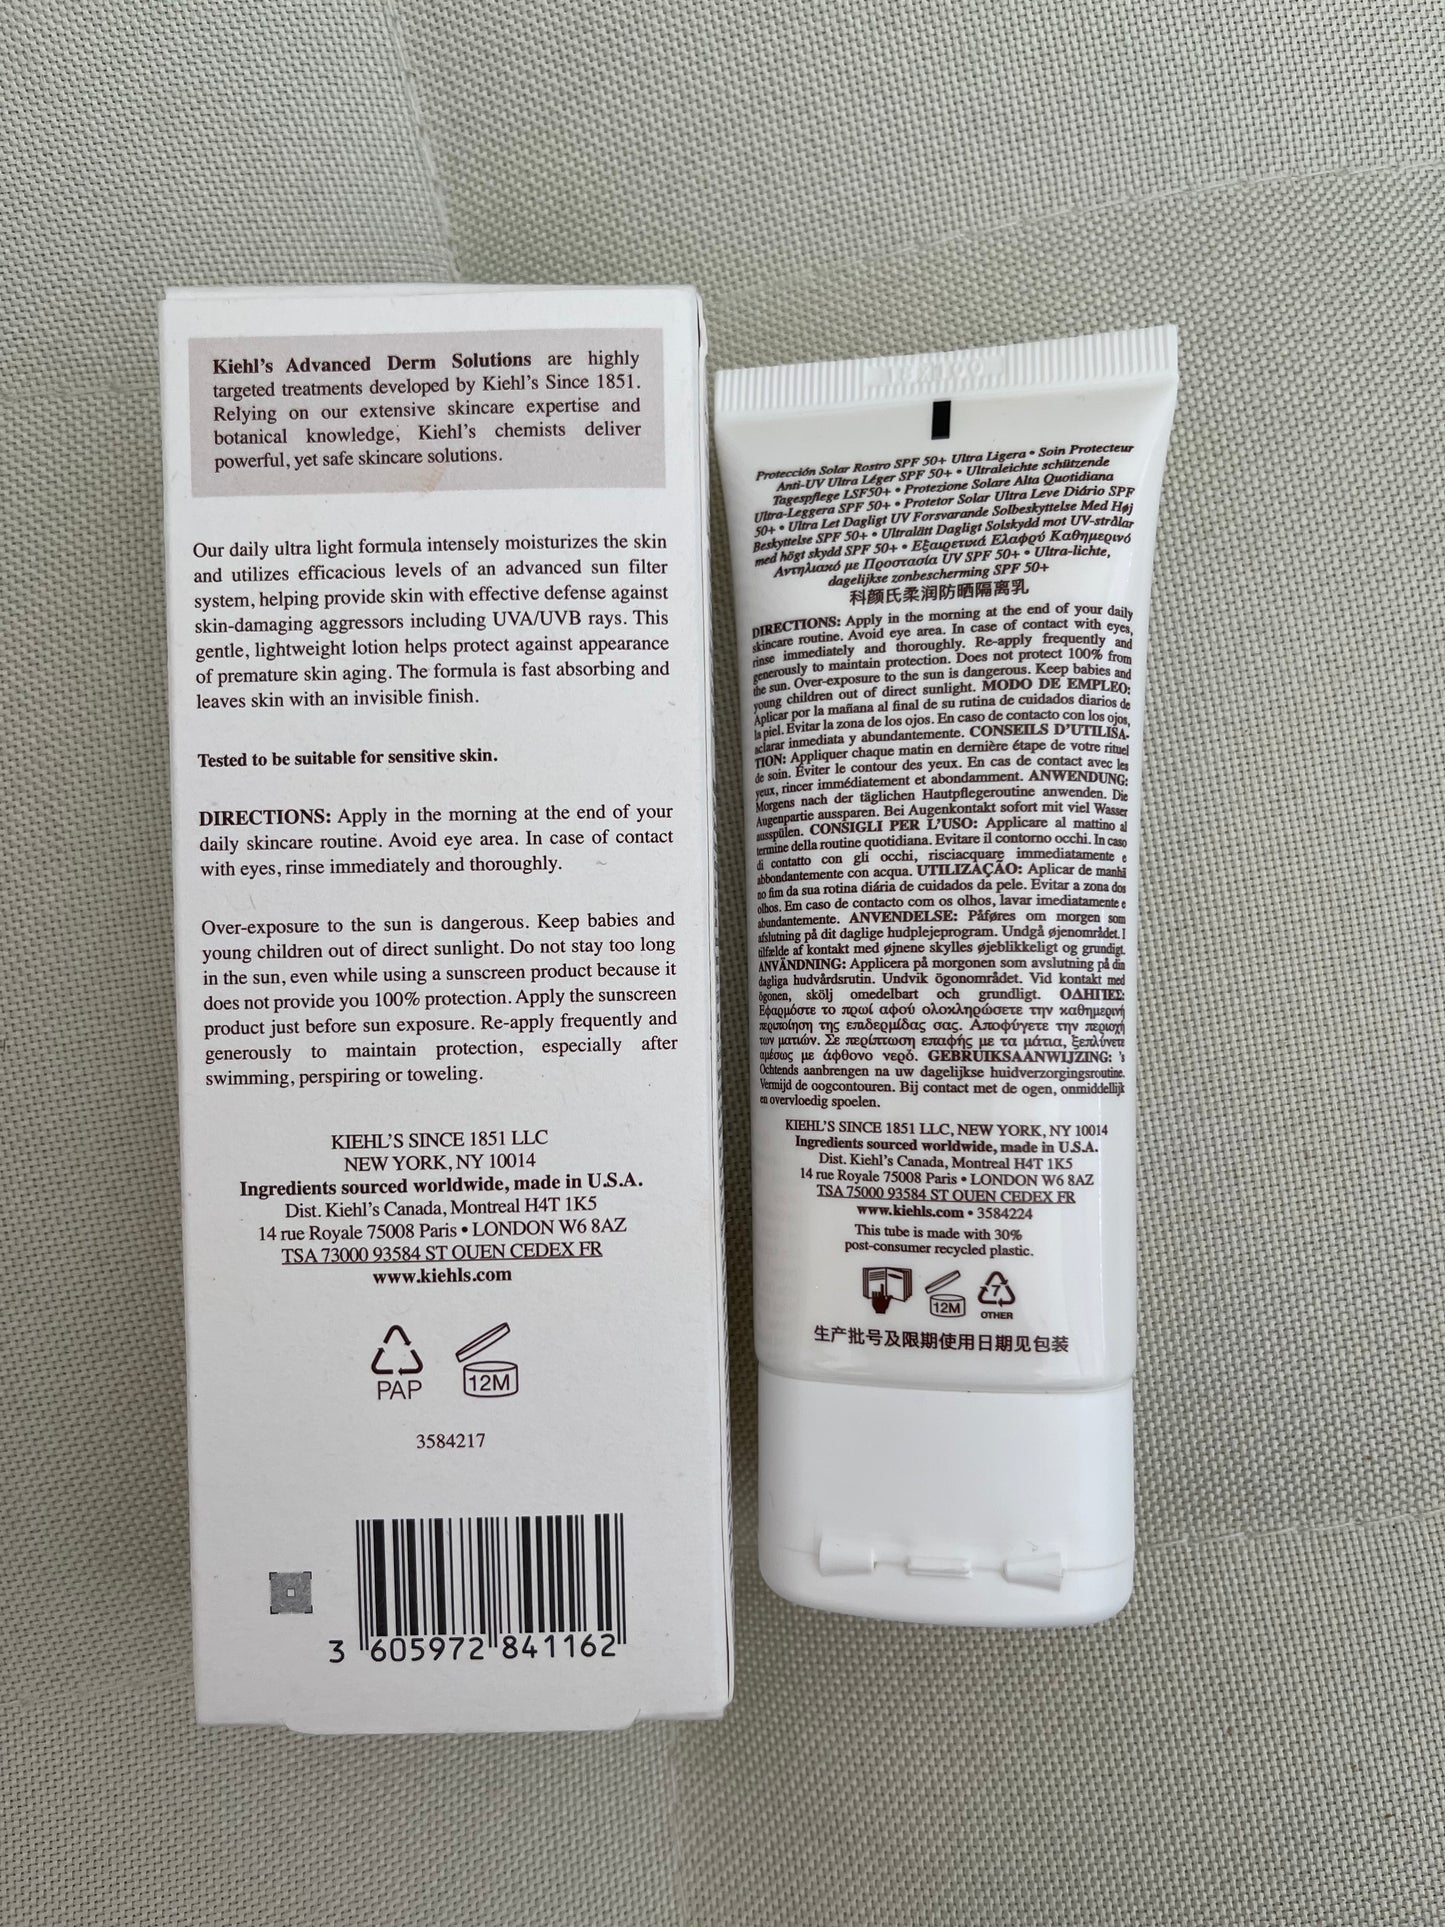 Kiehl's Advanced Derm Solutions are highly
targeted treatments developed by Kiehl's Since 1851.
Relying on our extensive skincare expertise and
botanical knowledge, Kiehl's chemists deliver
powerful, yet safe skincare solutions.
Our daily ultra light formula intensely moisturizes the skin
and utilizes efficacious levels of an advanced sun filter
system, helping provide skin with effective defense against
skin-damaging aggressors including UVA/UVB rays. This
gentle, lightweight lotion helps protect against appearance
of premature skin aging. The formula is fast absorbing and
leaves skin with an invisible finish.
Tested to be suitable for sensitive skin.
DIRECTIONS: Apply in the morning at the end of your
daily skincare routine. Avoid eye area. In case of contact
with eyes, rinse immediately and thoroughly.
Over-exposure to the sun is dangerous. Keep babies and
young children out of direct sunlight. Do not stay too long
in the sun, even while using a sunscreen product because it
does not provide you 100% protection. Apply the sunscreen
product just before sun exposure. Re-apply frequently and
generously to maintain protection, especially after
swimming, perspiring or toweling.
KIEHL'S SINCE 1851 LLC
NEW YORK, NY 10014
Ingredients sourced worldwide, made in U.S.A.
Dist. Kiehl's Canada, Montreal H4T 1K5
14 rue Royale 75008 Paris • LONDON W6 8AZ
TSA 73000 93584 ST OUEN CEDEX FR
www.kiehls.com
PAP
12M
3584217
3 605972 841162
Protección Solar Rostro SPF 50+ Ultra Ligera • Soin Protecteur
Anti-UV Ultra Léger SPF 50+ • Ultraleichte schützende
Tagespflege LSF50+ • Protezione Solare Alta Quotidiana
Ultra-Leggera SPF 50+ • Protetor Solar Ultra Leve Diário SPF
50+ • Ultra Let Dagligt UV Forsvarande Solbeskyttelse Med Høj
Beskyttelse SPF 50+ • Ultralätt Dagligt Solskydd mot UV-strålar
med högt skydd SPF 50+ • Εξαιρετικά Ελαφρύ Καθημερινό
Αντηλιακό με Προστασία UV SPF 50+ • Ultra-lichte,
dagelijkse zonbescherming SPF 50+
科颜氏柔润防晒隔离乳
DIRECTIONS: Apply in the morning at the end of your daily
skincare routine. Avoid eye area. In case of contact with eyes,
rinse immediately and thoroughly. Re-apply frequently and
generously to maintain protection. Does not protect 100% from
the sun. Over-exposure to the sun is dangerous. Keep babies and
young children out of direct sunlight. MODO DE EMPLEO:
Aplicar por la mañana al final de su rutina de cuidados diarios de
la piel. Evitar la zona de los ojos. En caso de contacto con los ojos,
aclarar inmediata y abundantemente. CONSEILS D'UTILISA-
TION: Appliquer chaque matin en dernière étape de votre rituel
de soin. Éviter le contour des yeux. En cas de contact avec les
yeux, rincer immédiatement et abondamment. ANWENDUNG:
Morgens nach der täglichen Hautpflegeroutine anwenden. Die
Augenpartie aussparen. Bei Augenkontakt sofort mit viel Wasser
ausspülen. CONSIGLI PER L'USO: Applicare al mattino al
termine della routine quotidiana. Evitare il contorno occhi. In caso
di contatto con gli occhi, risciacquare immediatamente e
abbondantemente con acqua. UTILIZAÇÃO: Aplicar de manhã
no fim da sua rotina diária de cuidados da pele. Evitar a zona dos
olhos. Em caso de contacto com os olhos, lavar imediatamente e
abundantemente. ANVENDELSE: Påføres om morgen som
afslutning på dit daglige hudplejeprogram. Undgå øjenområdet. I
tilfælde af kontakt med øjnene skylles øjeblikkeligt og grundigt.
ANVÄNDNING: Applicera på morgonen som avslutning på din
dagliga hudvårdsrutin. Undvik ögonområdet. Vid kontakt med
ögonen, skölj omedelbart och grundligt. ΟΔΗΓΙΕΣ:
Εφαρμόστε το πρωί αφού ολοκληρώσετε την καθημερινή
περιποίηση της επιδερμίδας σας. Αποφύγετε την περιοχή
των ματιών. Σε περίπτωση επαφής με τα μάτια, ξεπλύνετε
αμέσως με άφθονο νερό. GEBRUIKSAANWIJZING: 's
Ochtends aanbrengen na uw dagelijkse huidverzorgingsroutine.
Vermijd de oogcontouren. Bij contact met de ogen, onmiddellijk
en overvloedig spoelen.
KIEHL'S SINCE 1851 LLC, NEW YORK, NY 10014
Ingredients sourced worldwide, made in U.S.A.
Dist. Kiehl's Canada, Montreal H4T 1K5
14 rue Royale 75008 Paris • LONDON W6 8AZ
TSA 75000 93584 ST OUEN CEDEX FR
www.kiehls.com • 3584224
This tube is made with 30%
post-consumer recycled plastic.
12M
7
OTHER
生产批号及限期使用日期见包装